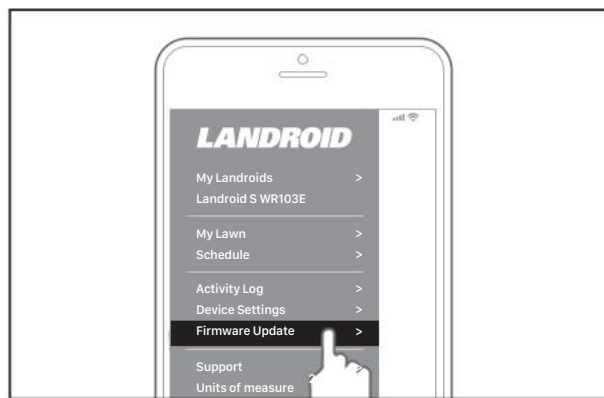 LANDROID
My Landroids >
Landroid S WR103E
My Lawn >
Schedule >
Activity Log >
Device Settings >
Firmware Update >
Support >
Units of measure